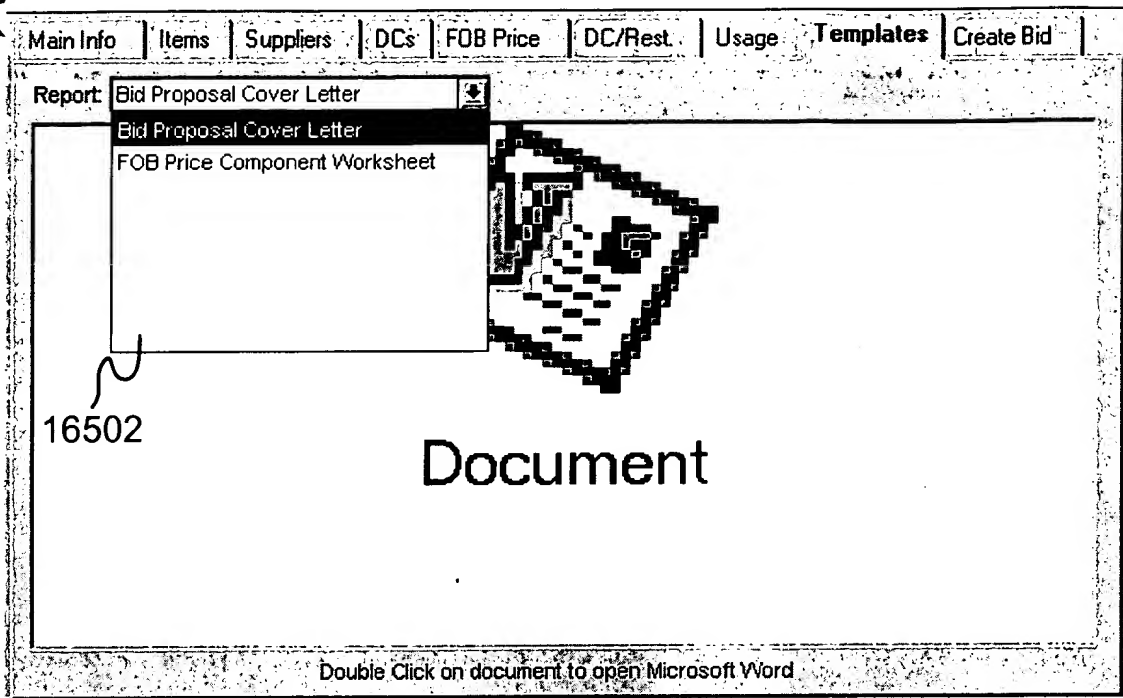 Main Info Items Suppliers DCs FOB Price DC/Rest. Usage Templates Create Bid
Report: Bid Proposal Cover Letter
Bid Proposal Cover Letter
FOB Price Component Worksheet
16502
Document
Double Click on document to open Microsoft Word